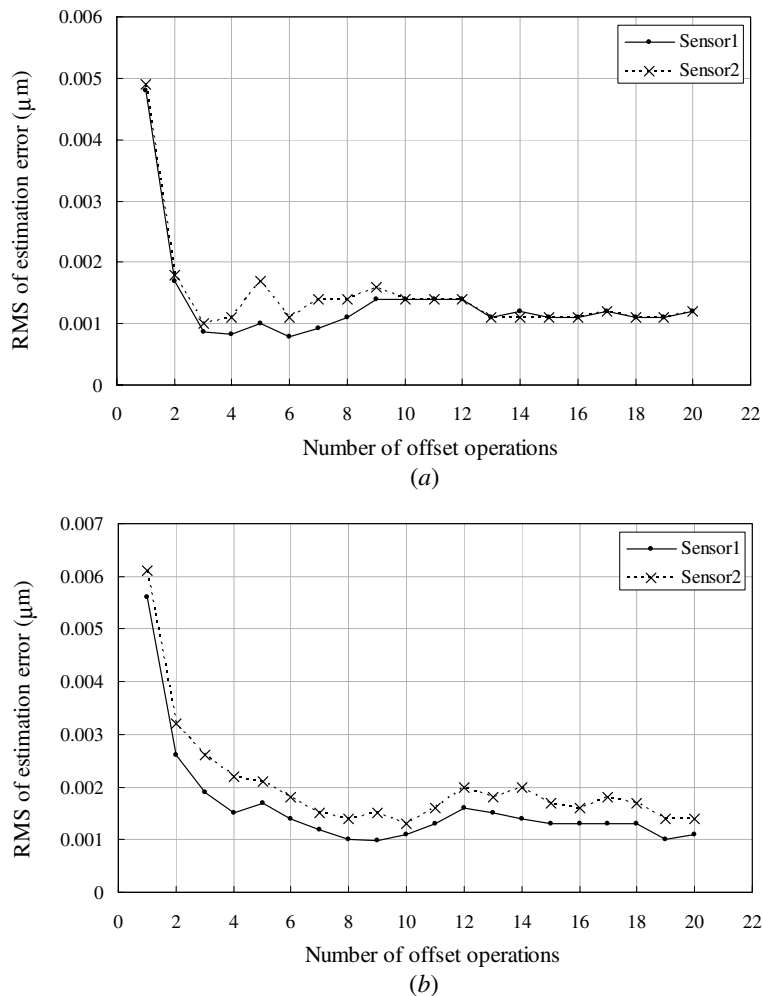 0.006
0.005
0.004
0.003
0.002
0.001
0
RMS of estimation error (μm)
Sensor1
Sensor2
0 2 4 6 8 10 12 14 16 18 20 22
Number of offset operations
(a)
0.007
0.006
0.005
0.004
0.003
0.002
0.001
0
RMS of estimation error (μm)
Sensor1
Sensor2
0 2 4 6 8 10 12 14 16 18 20 22
Number of offset operations
(b)